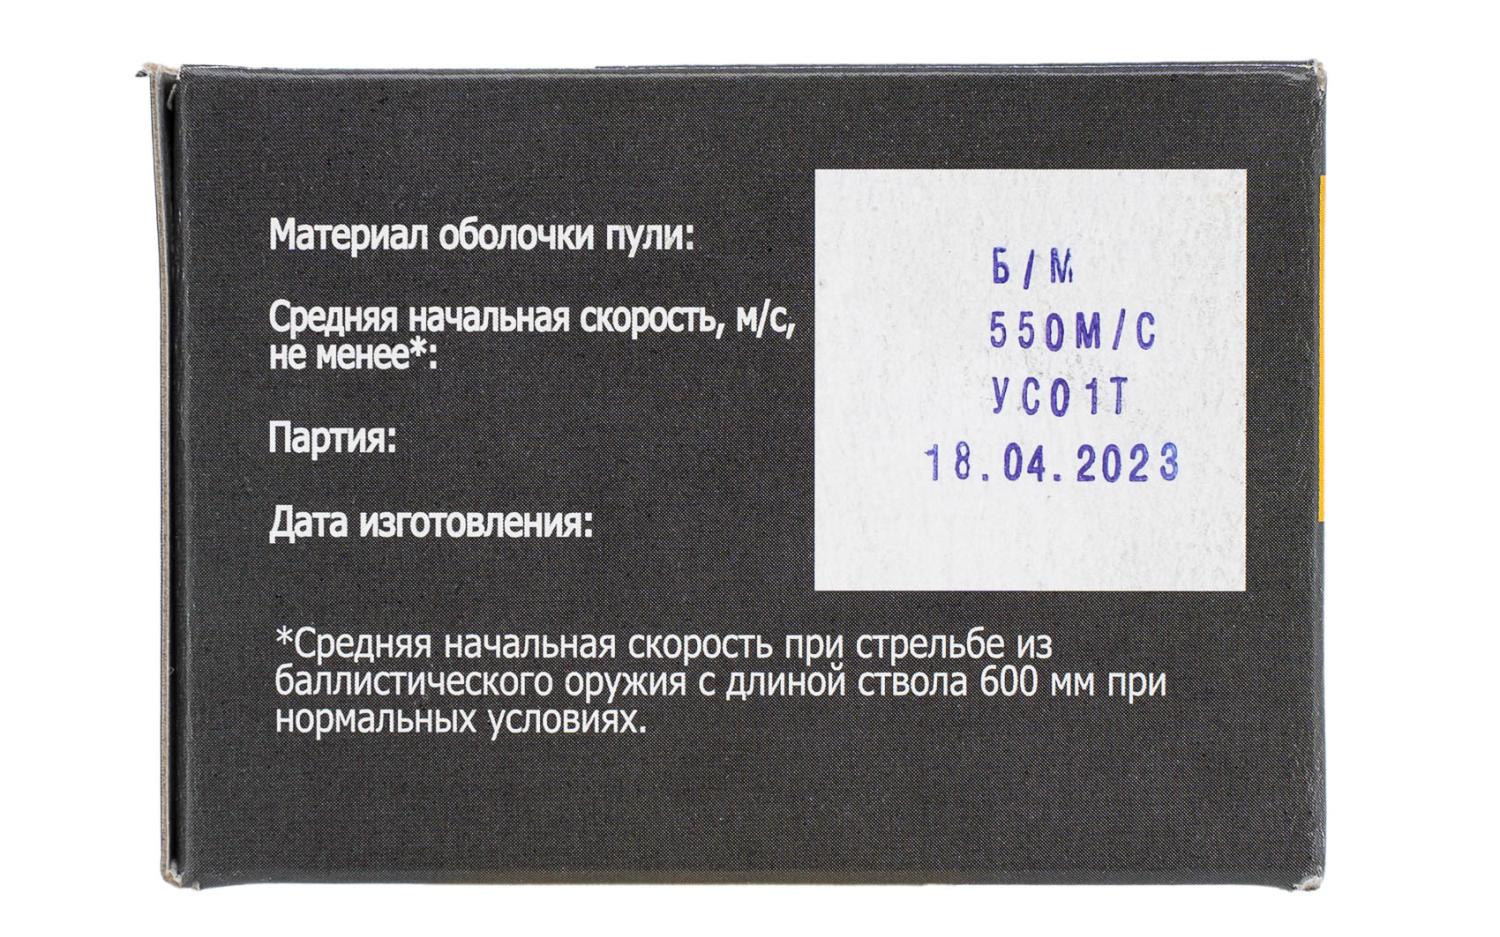 Материал оболочки пули:
Б/М
Средняя начальная скорость, м/с,
не менее*:
550М/С
Партия:
УС01Т
Дата изготовления:
18.04.2023
*Средняя начальная скорость при стрельбе из
баллистического оружия с длиной ствола 600 мм при
нормальных условиях.